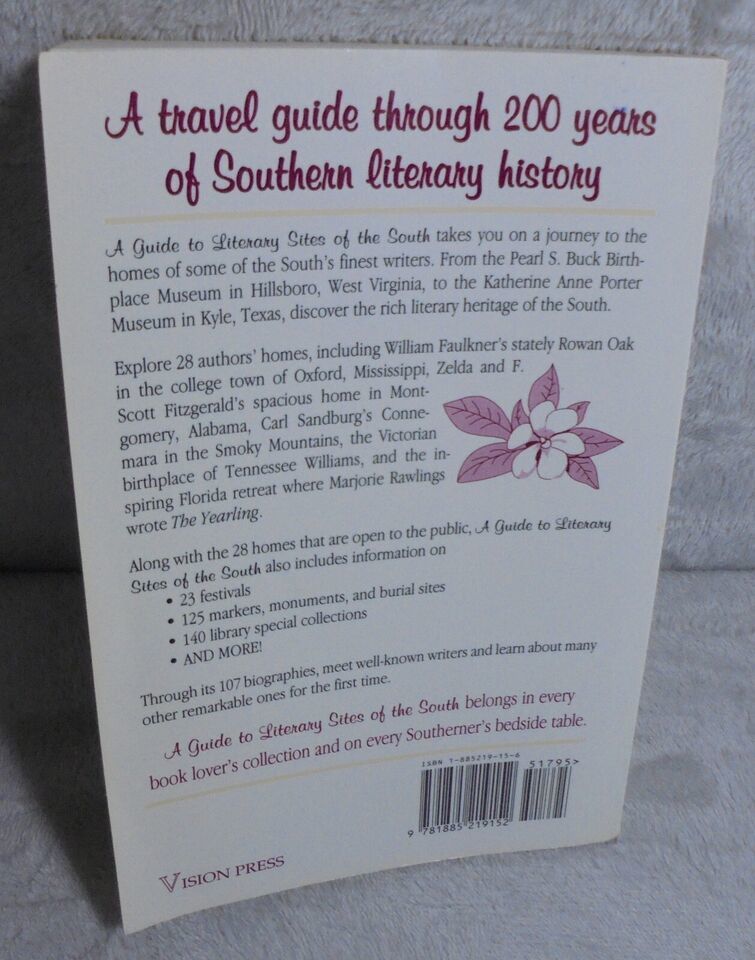 A travel guide through 200 years
of Southern literary history
A Guide to Literary Sites of the South takes you on a journey to the
homes of some of the South's finest writers. From the Pearl S. Buck Birth-
place Museum in Hillsboro, West Virginia, to the Katherine Anne Porter
Museum in Kyle, Texas, discover the rich literary heritage of the South.
Explore 28 authors' homes, including William Faulkner's stately Rowan Oak
in the college town of Oxford, Mississippi, Zelda and F.
Scott Fitzgerald's spacious home in Mont-
gomery, Alabama, Carl Sandburg's Conne-
mara in the Smoky Mountains, the Victorian
birthplace of Tennessee Williams, and the in-
spiring Florida retreat where Marjorie Rawlings
wrote The Yearling.
Along with the 28 homes that are open to the public, A Guide to Literary
Sites of the South also includes information on
• 23 festivals
• 125 markers, monuments, and burial sites
• 140 library special collections
• AND MORE!
Through its 107 biographies, meet well-known writers and learn about many
other remarkable ones for the first time.
A Guide to Literary Sites of the South belongs in every
book lover's collection and on every Southerner's bedside table.
ISBN 1-885219-15-6
51795>
9 781885 219152
VISION PRESS